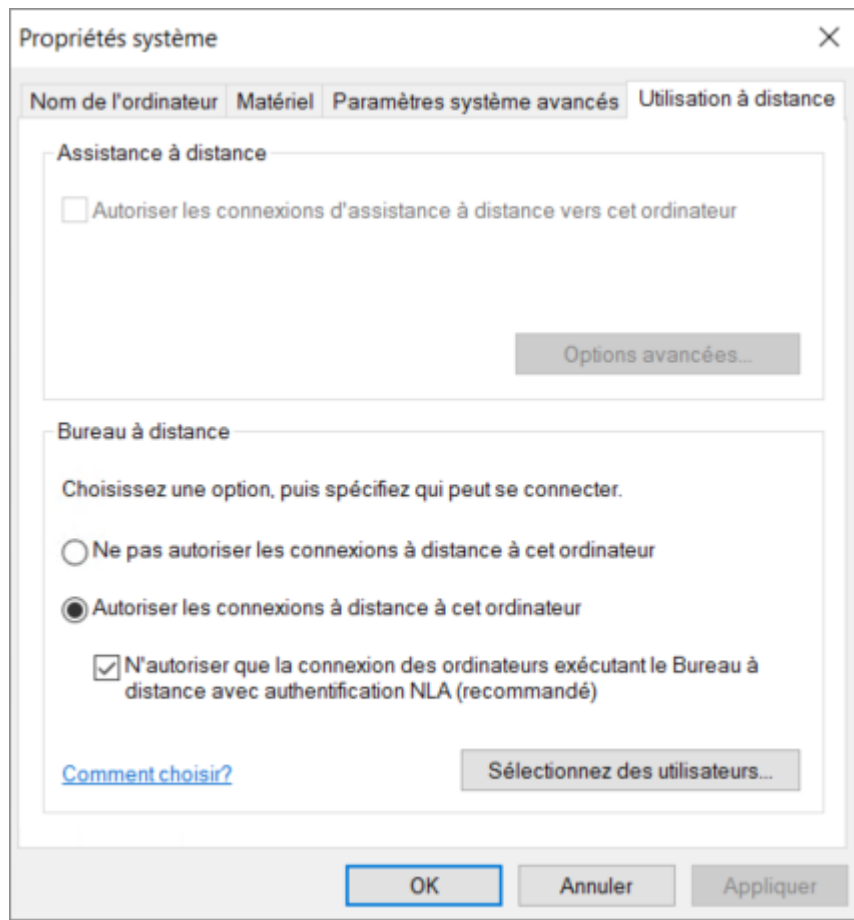 Propriétés système
Nom de l'ordinateur Matériel Paramètres système avancés Utilisation à distance
Assistance à distance
Autoriser les connexions d'assistance à distance vers cet ordinateur
Options avancées...
Bureau à distance
Choisissez une option, puis spécifiez qui peut se connecter.
Ne pas autoriser les connexions à distance à cet ordinateur
Autoriser les connexions à distance à cet ordinateur
N'autoriser que la connexion des ordinateurs exécutant le Bureau à
distance avec authentification NLA (recommandé)
Comment choisir? Sélectionnez des utilisateurs...
OK Annuler Appliquer